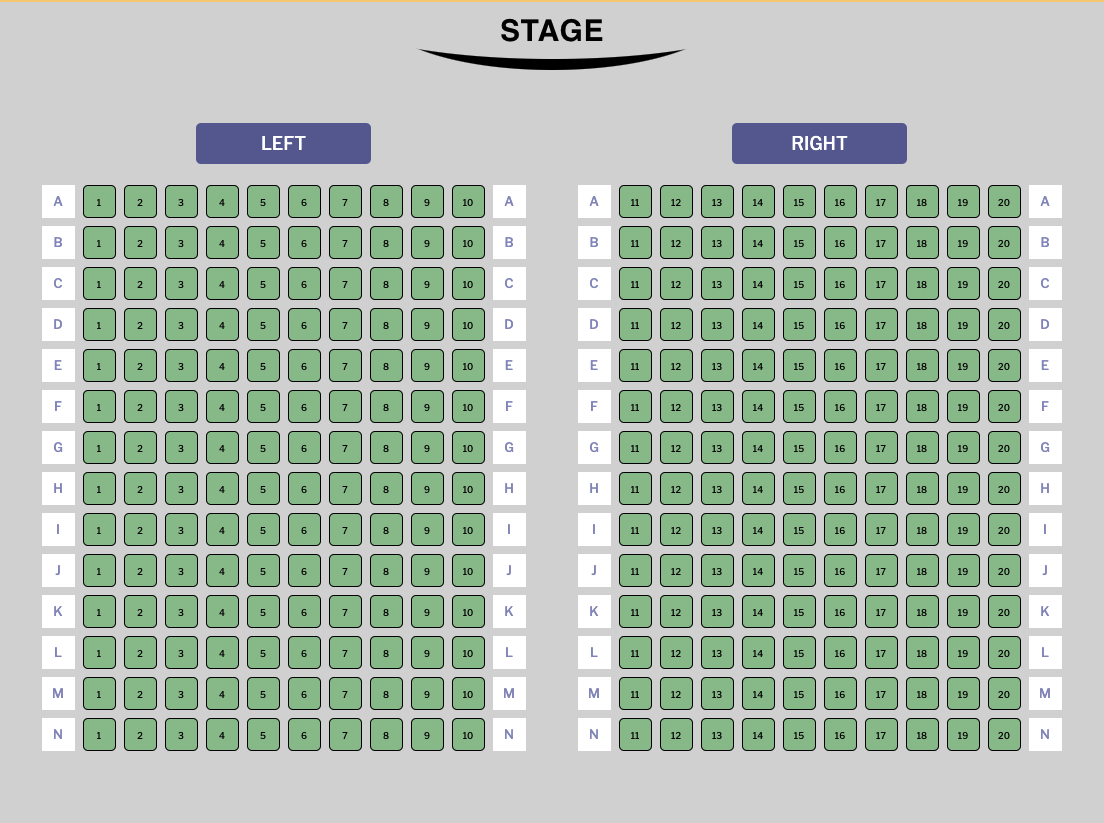 STAGE
LEFT RIGHT
A 1 2 3 4 5 6 7 8 9 10 A A 11 12 13 14 15 16 17 18 19 20 A
B 1 2 3 4 5 6 7 8 9 10 B B 11 12 13 14 15 16 17 18 19 20 B
C 1 2 3 4 5 6 7 8 9 10 C C 11 12 13 14 15 16 17 18 19 20 C
D 1 2 3 4 5 6 7 8 9 10 D D 11 12 13 14 15 16 17 18 19 20 D
E 1 2 3 4 5 6 7 8 9 10 E E 11 12 13 14 15 16 17 18 19 20 E
F 1 2 3 4 5 6 7 8 9 10 F F 11 12 13 14 15 16 17 18 19 20 F
G 1 2 3 4 5 6 7 8 9 10 G G 11 12 13 14 15 16 17 18 19 20 G
H 1 2 3 4 5 6 7 8 9 10 H H 11 12 13 14 15 16 17 18 19 20 H
I 1 2 3 4 5 6 7 8 9 10 I I 11 12 13 14 15 16 17 18 19 20 I
J 1 2 3 4 5 6 7 8 9 10 J J 11 12 13 14 15 16 17 18 19 20 J
K 1 2 3 4 5 6 7 8 9 10 K K 11 12 13 14 15 16 17 18 19 20 K
L 1 2 3 4 5 6 7 8 9 10 L L 11 12 13 14 15 16 17 18 19 20 L
M 1 2 3 4 5 6 7 8 9 10 M M 11 12 13 14 15 16 17 18 19 20 M
N 1 2 3 4 5 6 7 8 9 10 N N 11 12 13 14 15 16 17 18 19 20 N